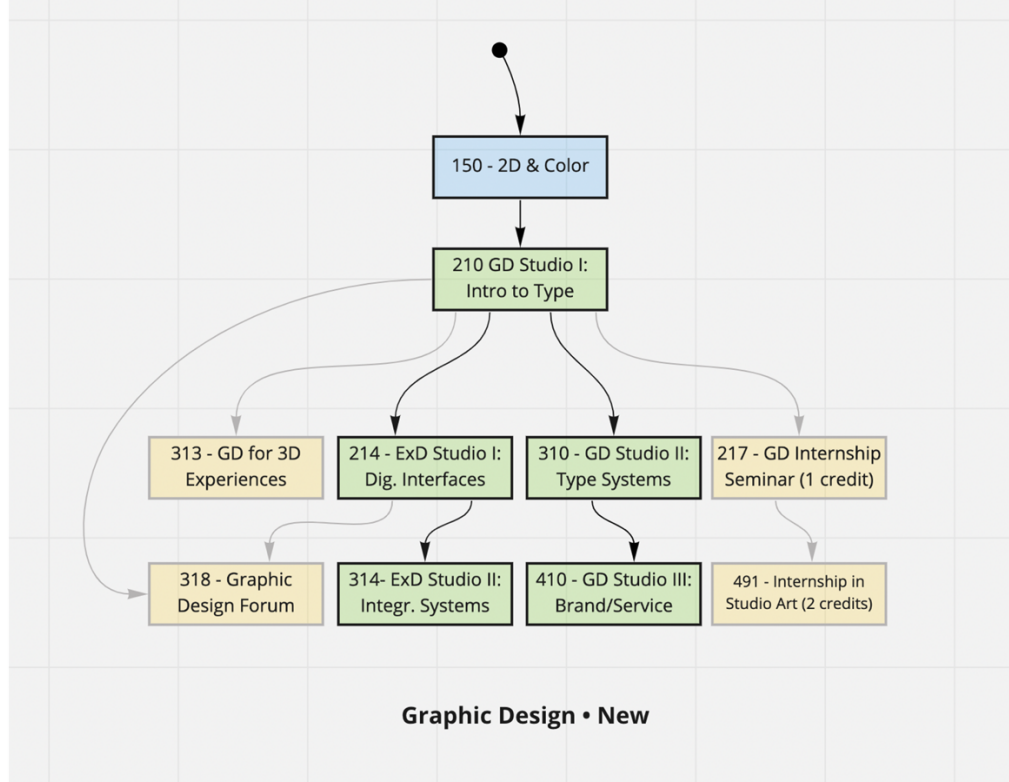 150 - 2D & Color
210 GD Studio I:
Intro to Type
313 - GD for 3D
Experiences
214 - ExD Studio I:
Dig. Interfaces
310 - GD Studio II:
Type Systems
217 - GD Internship
Seminar (1 credit)
318 - Graphic
Design Forum
314- ExD Studio II:
Integr. Systems
410 - GD Studio III:
Brand/Service
491 - Internship in
Studio Art (2 credits)
Graphic Design • New